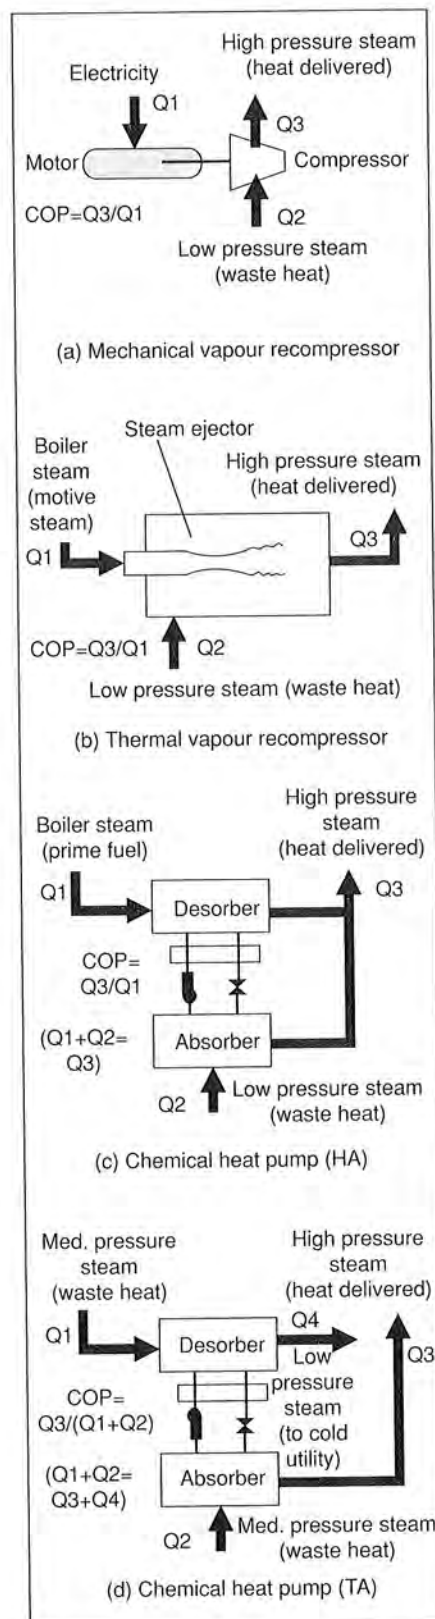 High pressure steam
(heat delivered)
Electricity
Q1
Q3
Motor
Compressor
COP=Q3/Q1
Q2
Low pressure steam
(waste heat)
(a) Mechanical vapour recompressor
Steam ejector
Boiler
steam
(motive
steam)
High pressure steam
(heat delivered)
Q1
Q3
COP=Q3/Q1
Q2
Low pressure steam (waste heat)
(b) Thermal vapour recompressor
High pressure
steam
(heat delivered)
Boiler steam
(prime fuel)
Q1
Q3
Desorber
COP=
Q3/Q1
(Q1+Q2=
Q3)
Absorber
Q2
Low pressure steam
(waste heat)
(c) Chemical heat pump (HA)
Med. pressure
steam
(waste heat)
High pressure
steam
(heat delivered)
Q1
Q4
Q3
Desorber
Low
pressure
steam
(to cold
utility)
COP=
Q3/(Q1+Q2)
(Q1+Q2=
Q3+Q4)
Absorber
Q2
Med. pressure steam
(waste heat)
(d) Chemical heat pump (TA)